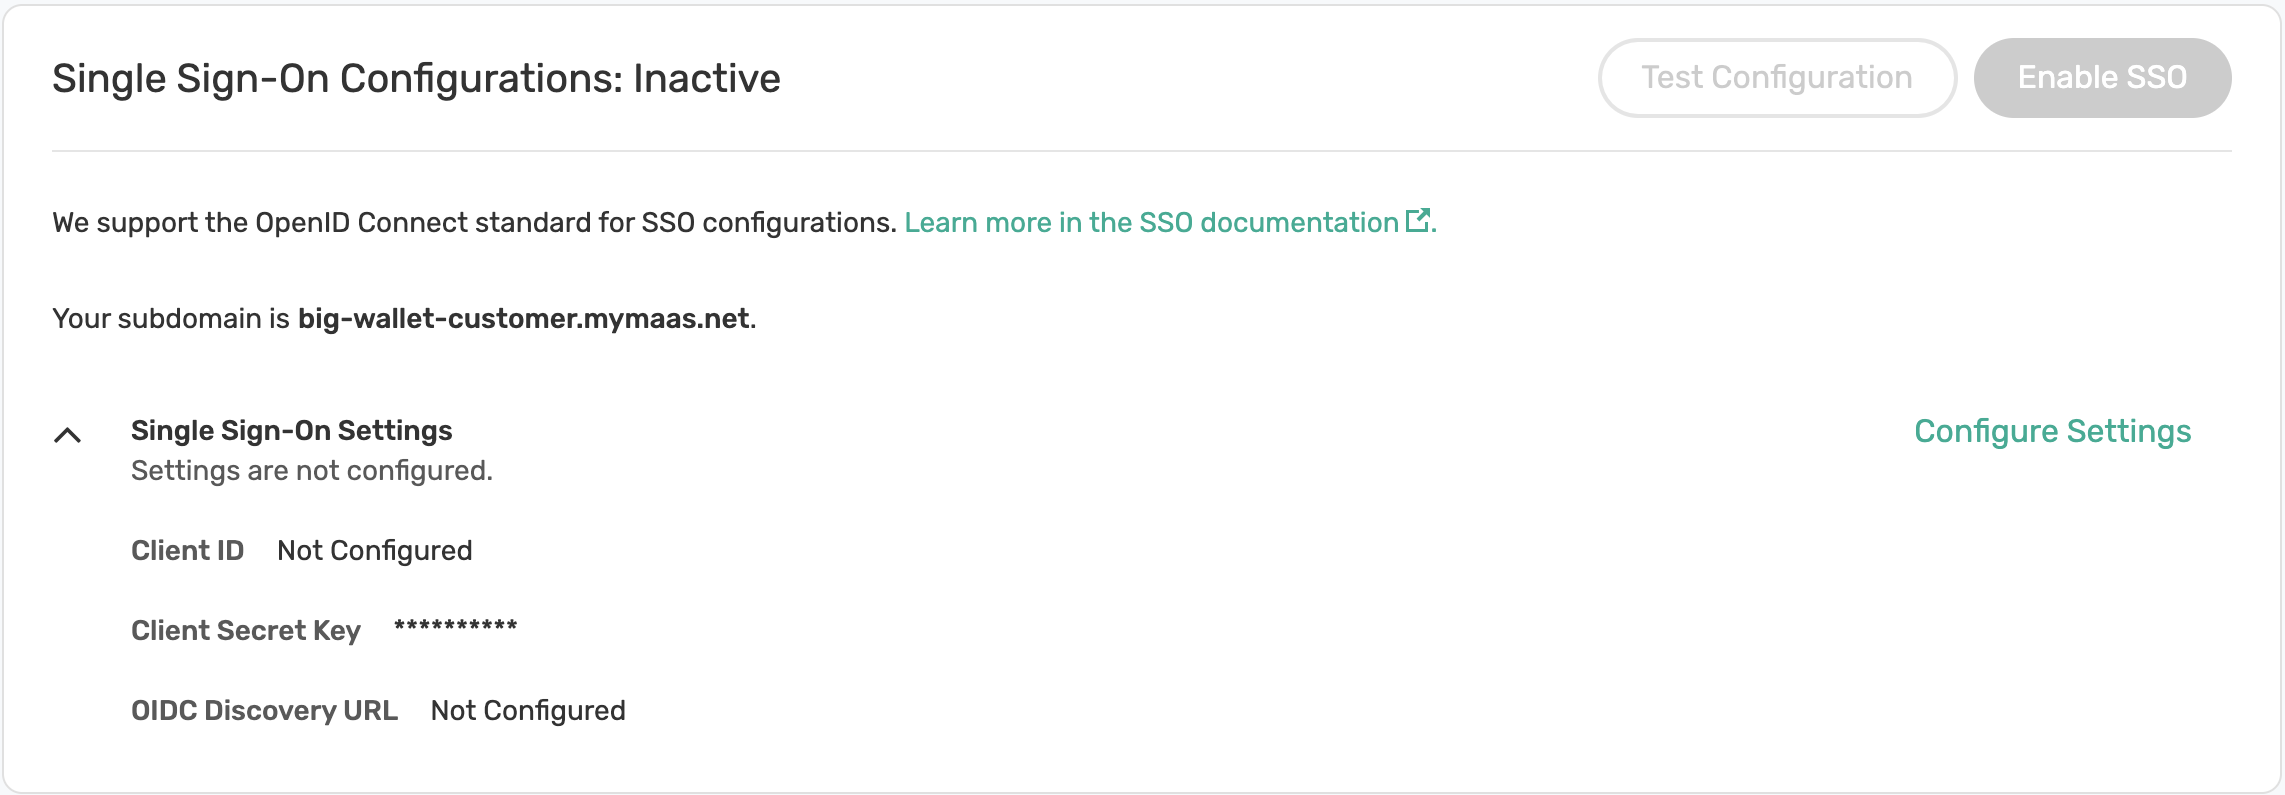 Single Sign-On Configurations: Inactive
Test Configuration
Enable SSO
We support the OpenID Connect standard for SSO configurations. Learn more in the SSO documentation.
Your subdomain is big-wallet-customer.mymaas.net.
Single Sign-On Settings
Configure Settings
Settings are not configured.
Client ID Not Configured
Client Secret Key **********
OIDC Discovery URL Not Configured